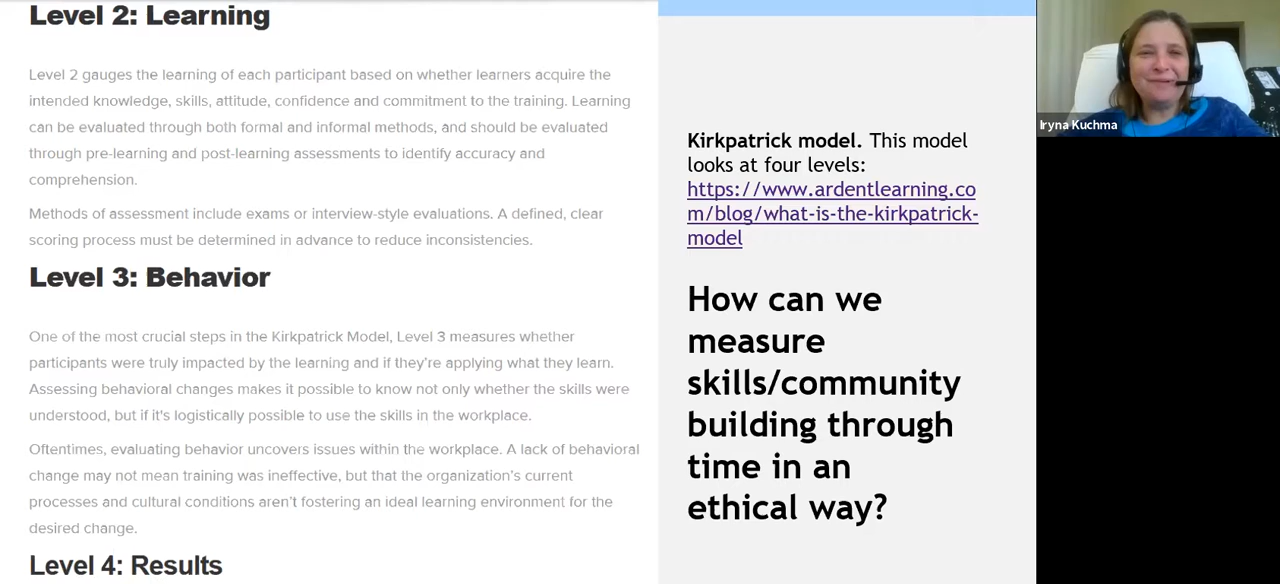 Level 2: Learning
Level 2 gauges the learning of each participant based on whether learners acquire the
intended knowledge, skills, attitude, confidence and commitment to the training. Learning
can be evaluated through both formal and informal methods, and should be evaluated
through pre-learning and post-learning assessments to identify accuracy and
comprehension.
Methods of assessment include exams or interview-style evaluations. A defined, clear
scoring process must be determined in advance to reduce inconsistencies.
Level 3: Behavior
One of the most crucial steps in the Kirkpatrick Model, Level 3 measures whether
participants were truly impacted by the learning and if they're applying what they learn.
Assessing behavioral changes makes it possible to know not only whether the skills were
understood, but if it's logistically possible to use the skills in the workplace.
Oftentimes, evaluating behavior uncovers issues within the workplace. A lack of behavioral
change may not mean training was ineffective, but that the organization's current
processes and cultural conditions aren't fostering an ideal learning environment for the
desired change.
Level 4: Results
Kirkpatrick model. This model
looks at four levels:
https://www.ardentlearning.co
m/blog/what-is-the-kirkpatrick-
model
How can we
measure
skills/community
building through
time in an
ethical way?
Iryna Kuchma